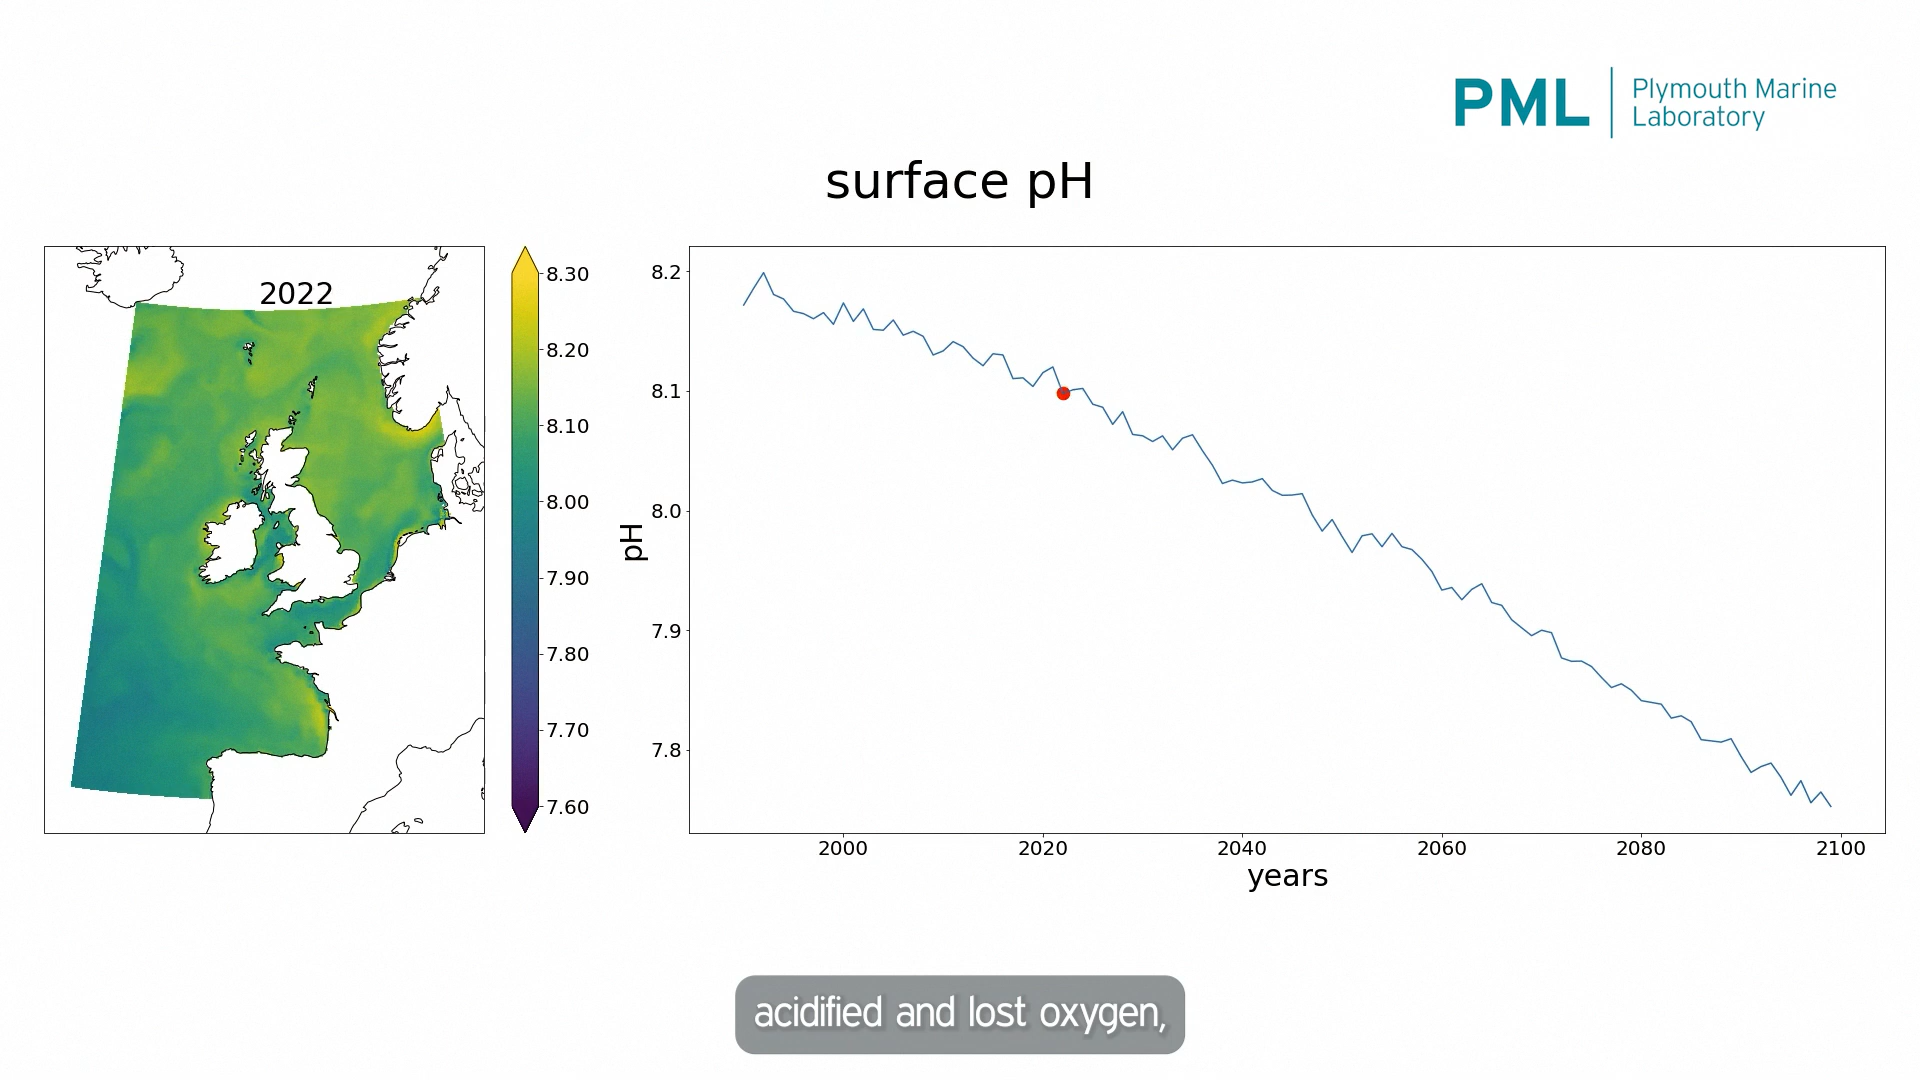 PML
Plymouth Marine
Laboratory
surface pH
2022
8.30
8.20
8.10
8.00
7.90
7.80
7.70
7.60
pH
8.2
8.1
8.0
7.9
7.8
2000 2020 2040 2060 2080 2100
years
acidified and lost oxygen,